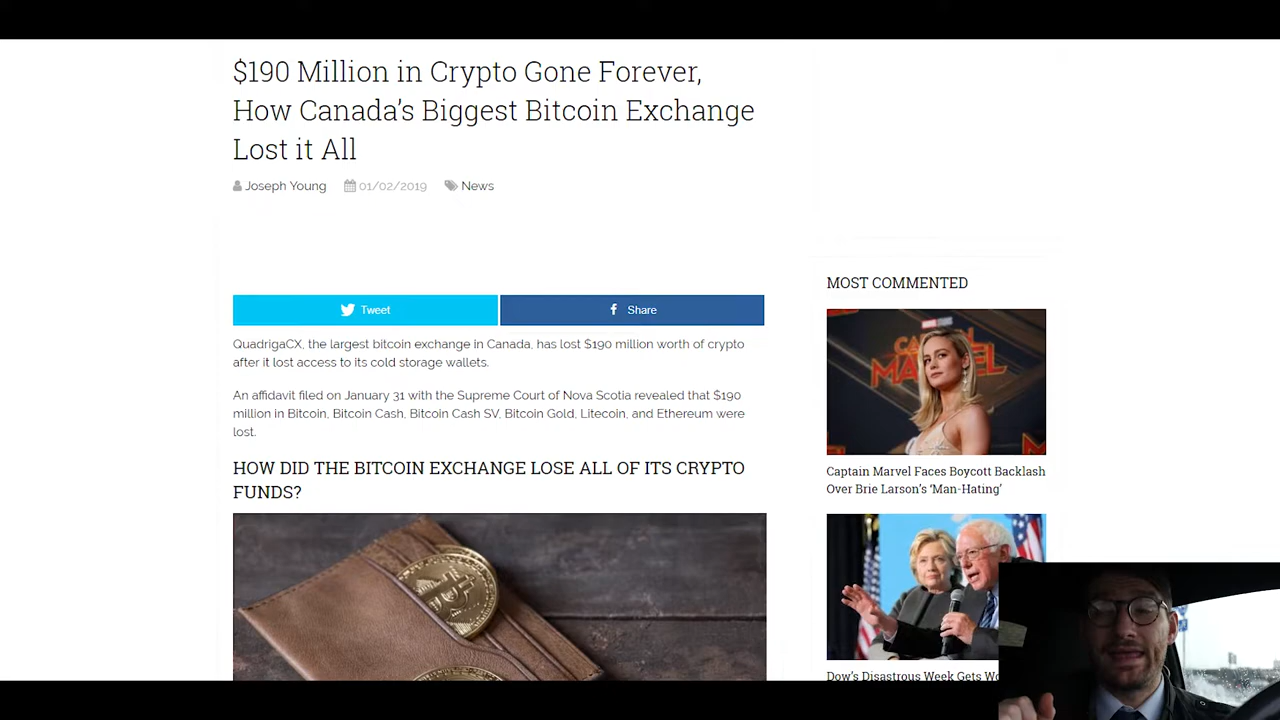 $190 Million in Crypto Gone Forever,
How Canada's Biggest Bitcoin Exchange
Lost it All
Joseph Young 01/02/2019 News
Tweet
Share
QuadrigaCX, the largest bitcoin exchange in Canada, has lost $190 million worth of crypto
after it lost access to its cold storage wallets.
An affidavit filed on January 31 with the Supreme Court of Nova Scotia revealed that $190
million in Bitcoin, Bitcoin Cash, Bitcoin Cash SV, Bitcoin Gold, Litecoin, and Ethereum were
lost.
HOW DID THE BITCOIN EXCHANGE LOSE ALL OF ITS CRYPTO
FUNDS?
MOST COMMENTED
MARVEL
Captain Marvel Faces Boycott Backlash
Over Brie Larson's 'Man-Hating'
Dow's Disastrous Week Gets